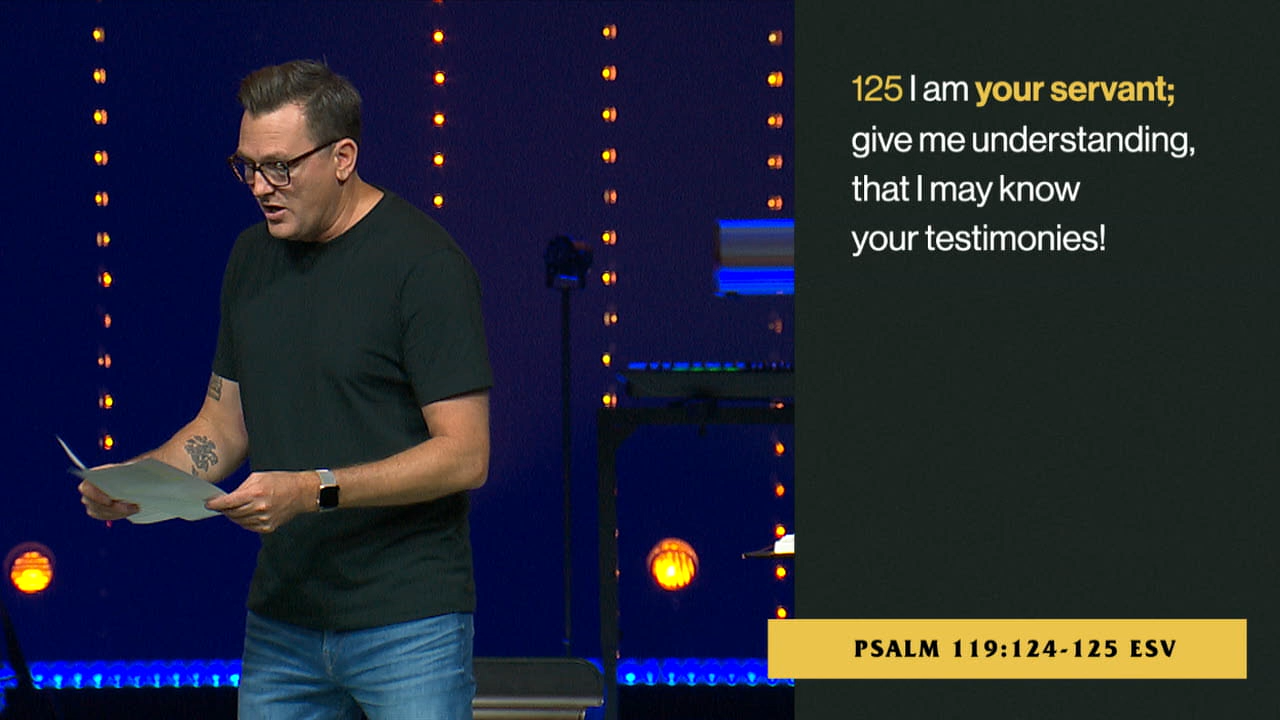 125 I am your servant;
give me understanding,
that I may know
your testimonies!
PSALM 119:124-125 ESV